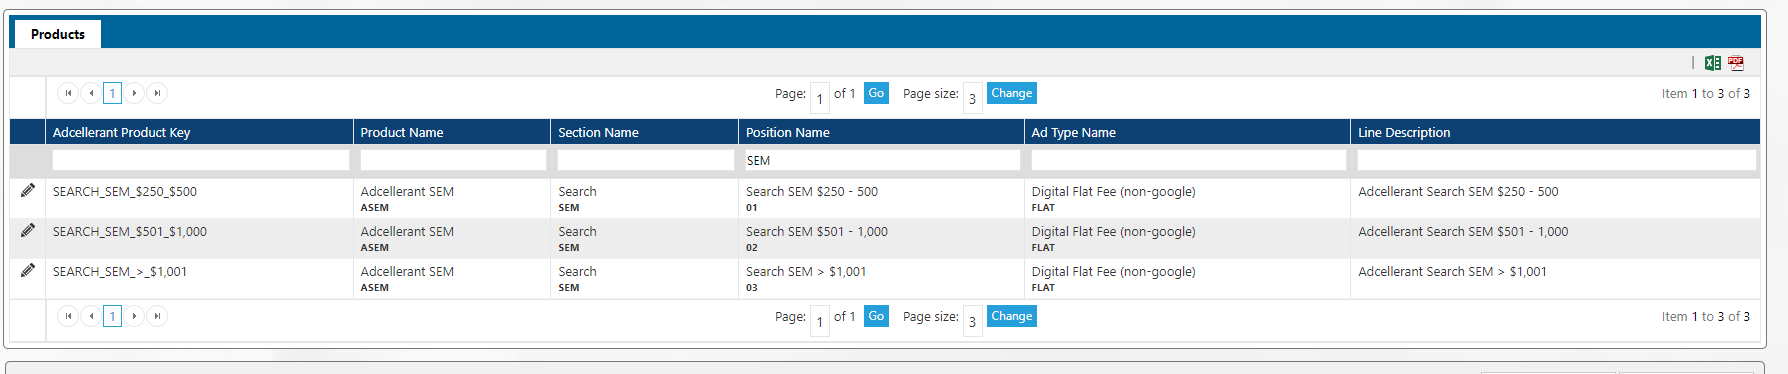 Products
PDF
1 Page: 1 of 1 Go Page size: 3 Change Item 1 to 3 of 3
Adcellerant Product Key Product Name Section Name Position Name Ad Type Name Line Description
SEM
SEARCH_SEM_$250_$500 Adcellerant SEM Search Search SEM $250 - 500 Digital Flat Fee (non-google) Adcellerant Search SEM $250 - 500
ASEM SEM 01 FLAT
SEARCH_SEM_$501_$1,000 Adcellerant SEM Search Search SEM $501 - 1,000 Digital Flat Fee (non-google) Adcellerant Search SEM $501 - 1,000
ASEM SEM 02 FLAT
SEARCH_SEM_>_$1,001 Adcellerant SEM Search Search SEM > $1,001 Digital Flat Fee (non-google) Adcellerant Search SEM > $1,001
ASEM SEM 03 FLAT
1 Page: 1 of 1 Go Page size: 3 Change Item 1 to 3 of 3